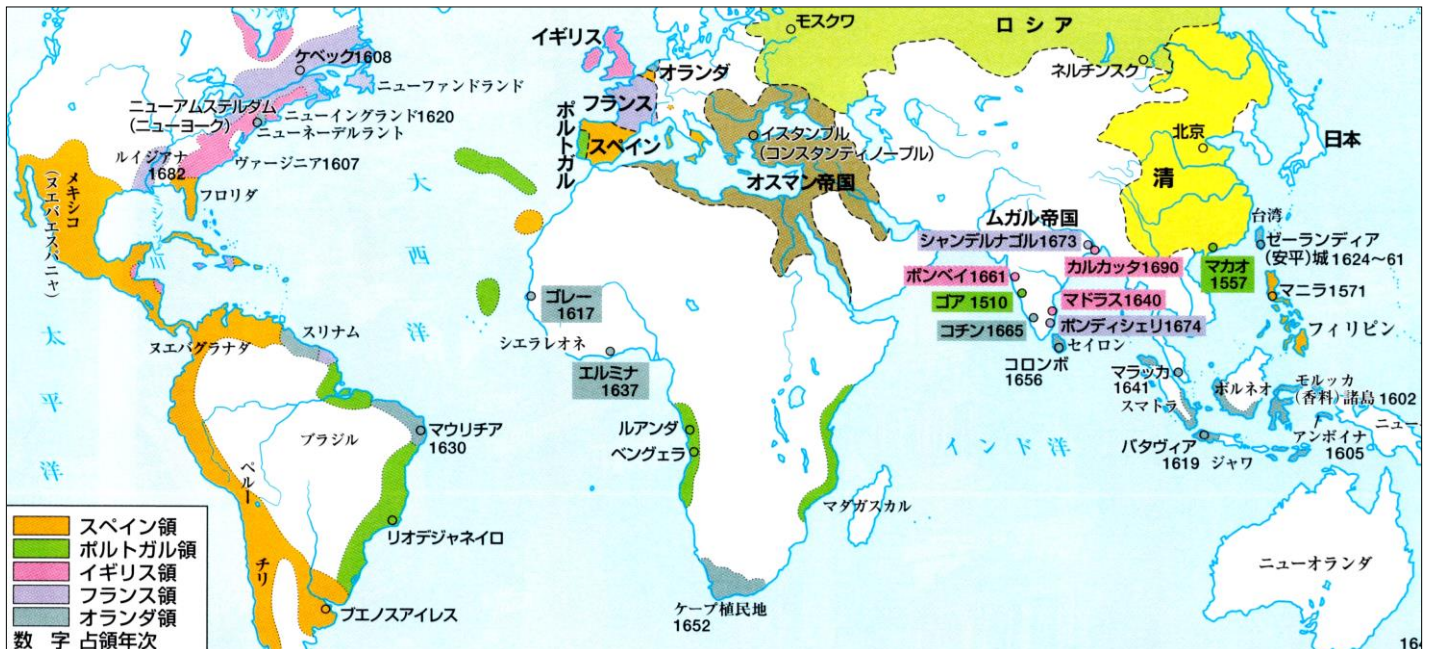 モスクワ
ロシア
イギリス
ケベック1608
オランダ
ネルチンスク
ニューファンドランド
フランス
ニューアムステルダム
(ニューヨーク)
ニューイングランド1620
ニューネーデルラント
ポルトガル
スペイン
イスタンブル
(コンスタンティノープル)
北京
日本
ルイジアナ
1682
ヴァージニア1607
大西洋
オスマン帝国
清
メキシコ
(ヌエバエスパニャ)
ミシシッピ川
フロリダ
ムガル帝国
台湾
シャンデルナゴル1673
ゼーランディア
(安平)城 1624~61
カルカッタ1690
マカオ
1557
ボンベイ1661
ゴア 1510
マドラス1640
マニラ1571
ゴレー
1617
コチン1665
ポンディシェリ1674
フィリピン
スリナム
ヌエバグラナダ
シエラレオネ
セイロン
コロンボ
1656
エルミナ
1637
マラッカ
1641
スマトラ
ボルネオ
モルッカ
(香料)諸島 1602
太平洋
ブラジル
マウリチア
1630
ルアンダ
ベンゲェラ
インド洋
アンボイナ
1605
ニュー
バタヴィア
1619
ジャワ
ペルー
マダガスカル
リオデジャネイロ
チリ
ニューオランダ
ブエノスアイレス
ケープ植民地
1652
スペイン領
ポルトガル領
イギリス領
フランス領
オランダ領
数字 占領年次